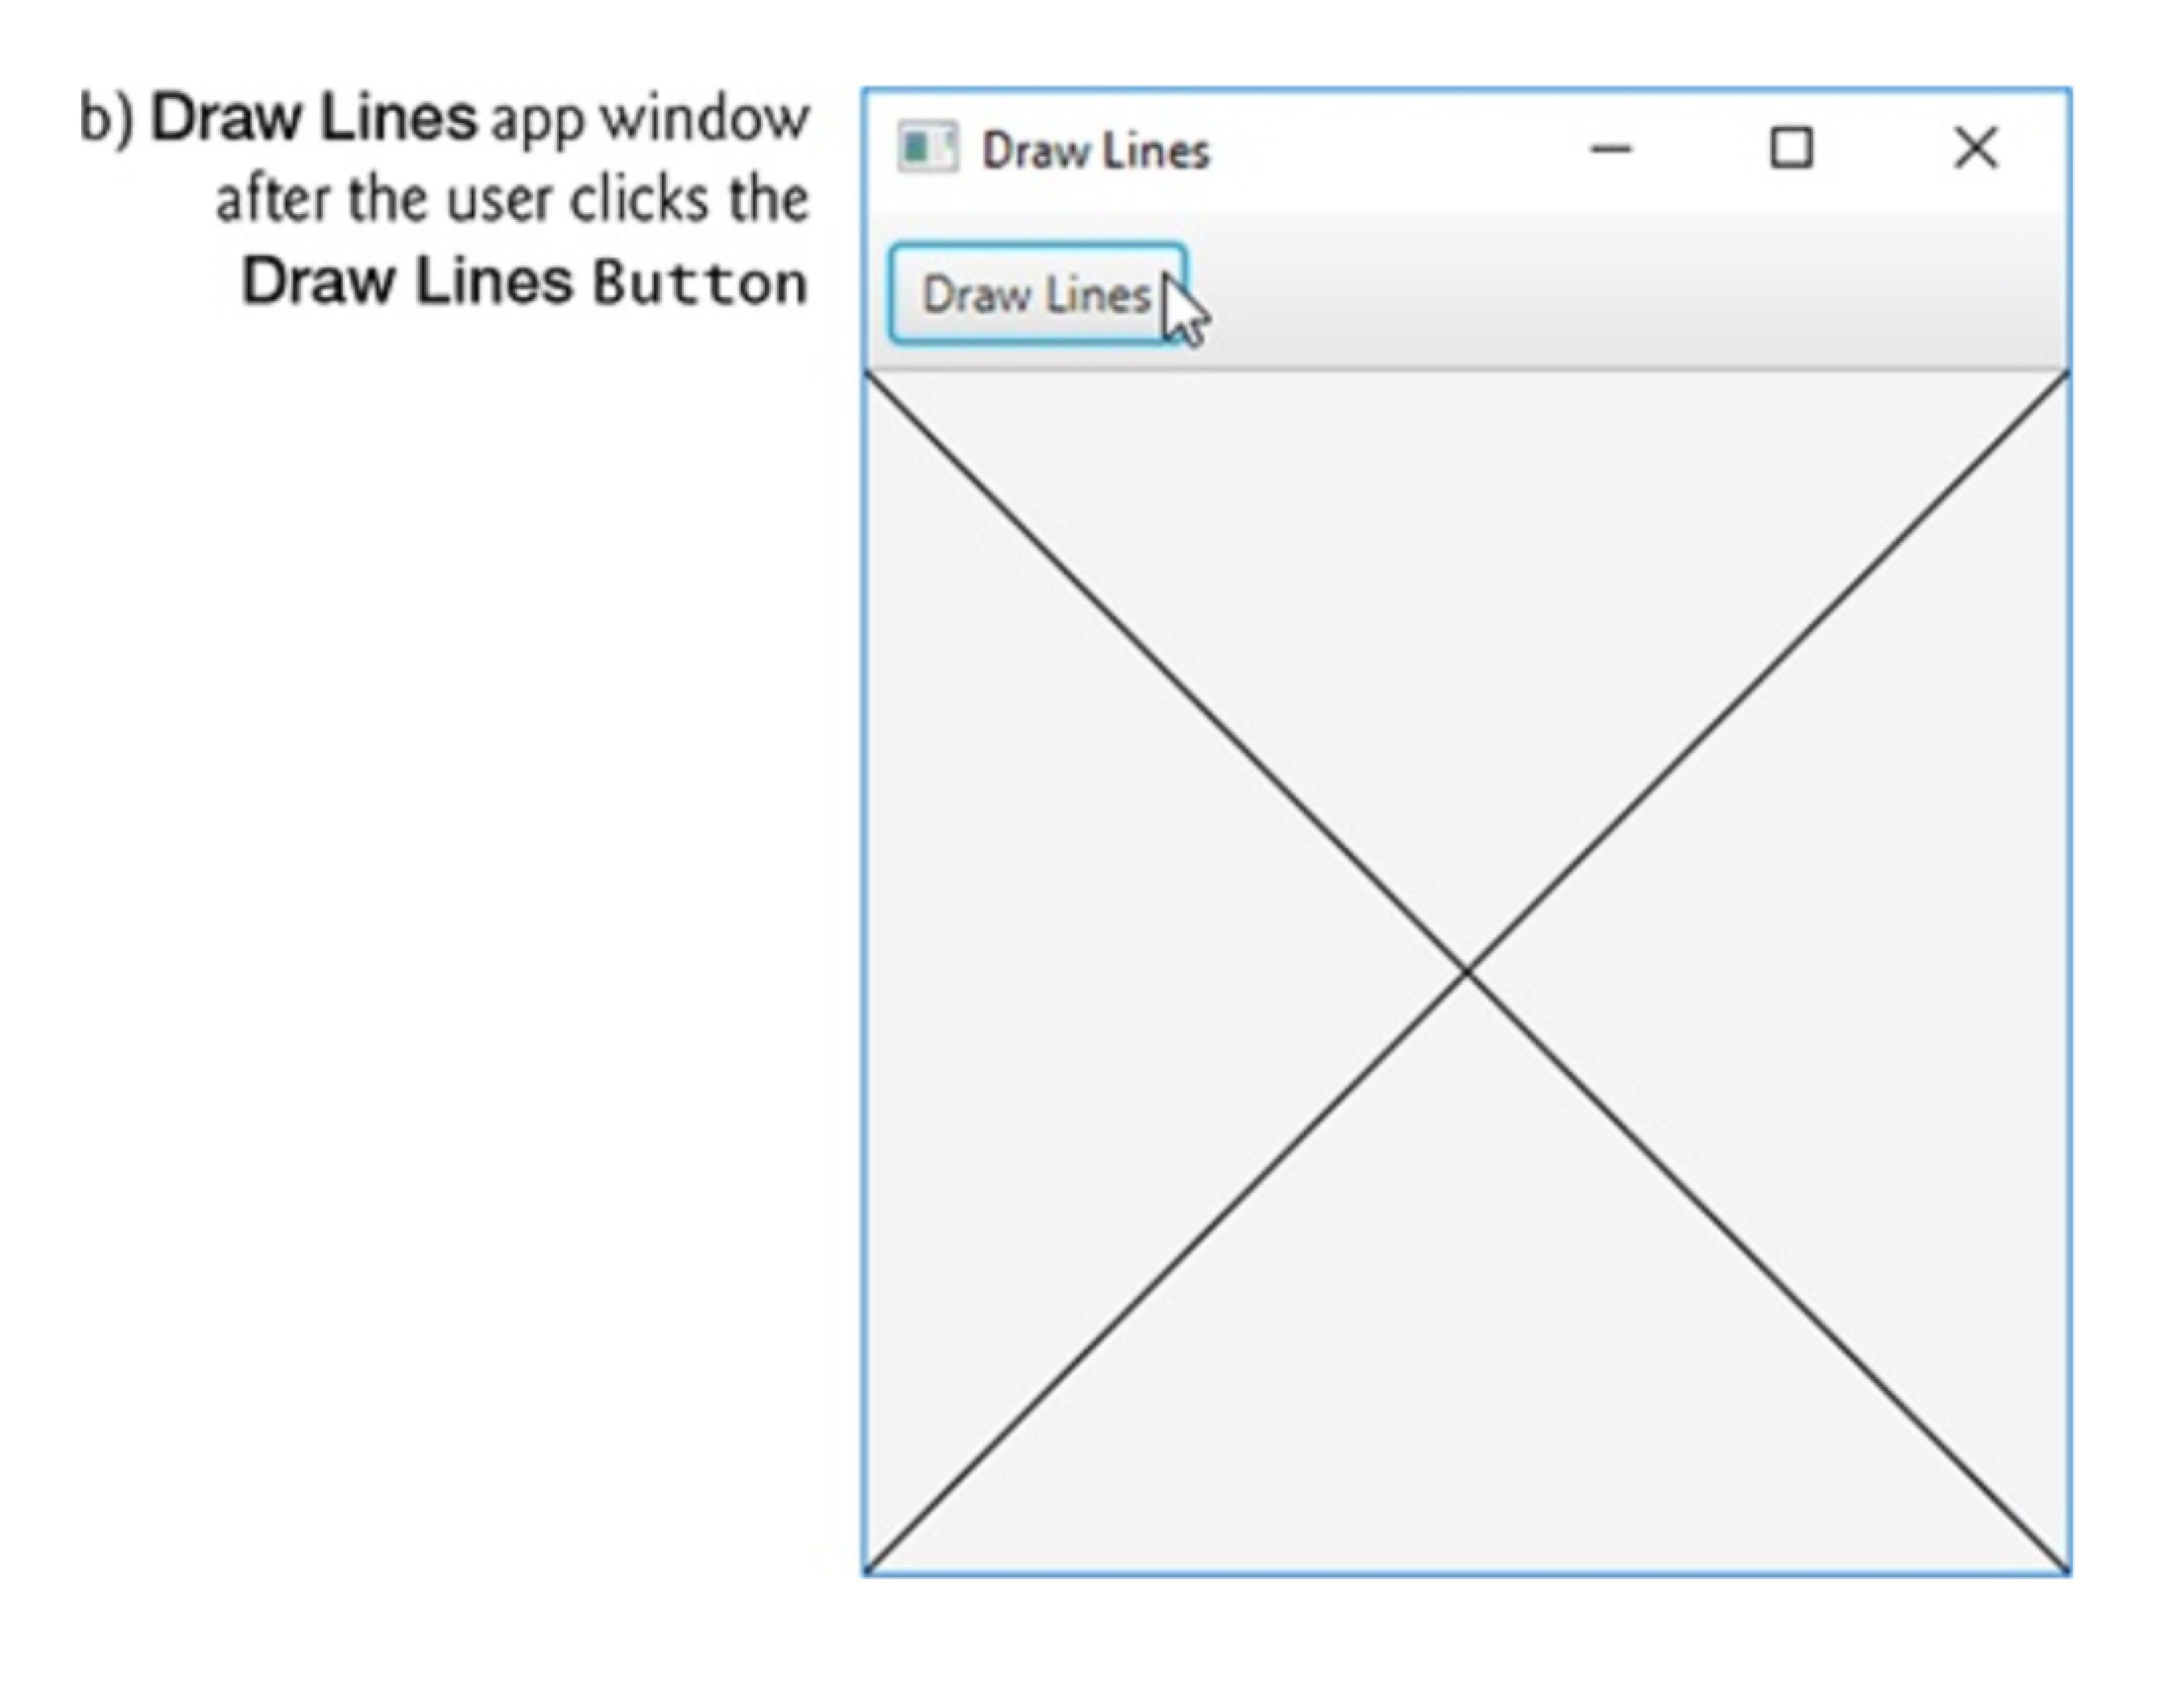 b) Draw Lines app window
after the user clicks the
Draw Lines Button
Draw Lines
Draw Lines